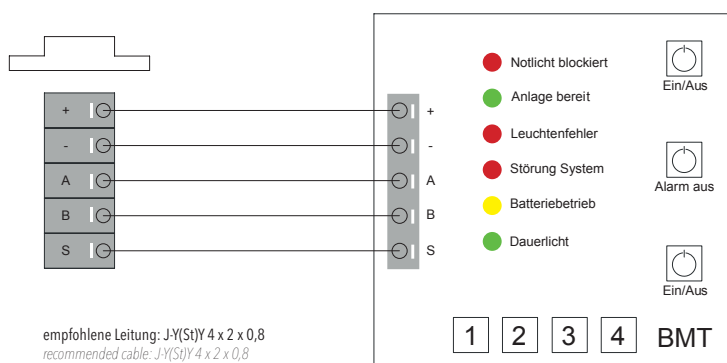 +
-
A
B
S
+
-
A
B
S
Notlicht blockiert
Anlage bereit
Leuchtenfehler
Störung System
Batteriebetrieb
Dauerlicht
Ein/Aus
Alarm aus
Ein/Aus
1 2 3 4 BMT
empfohlene Leitung: J-Y(St)Y 4 x 2 x 0,8
recommended cable: J-Y(St)Y 4 x 2 x 0,8